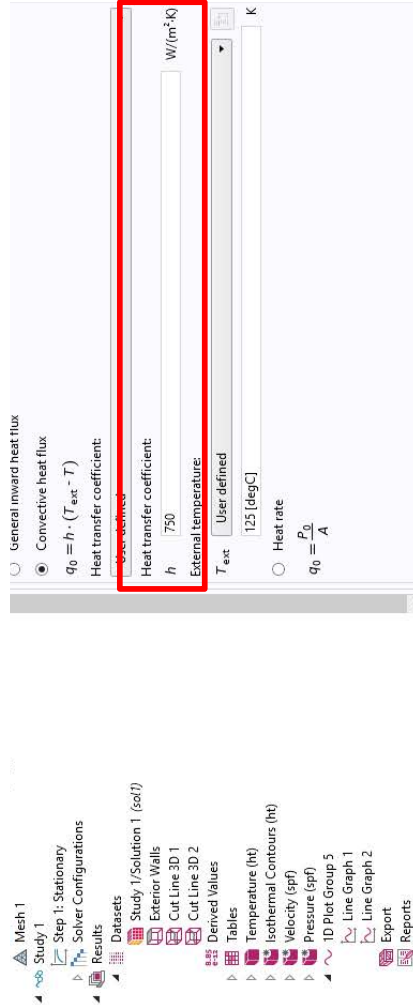 Mesh 1
Study 1
Step 1: Stationary
Solver Configurations
Results
Datasets
Study 1/Solution 1 (sol1)
Exterior Walls
Cut Line 3D 1
Cut Line 3D 2
8.85
e-12
Derived Values
Tables
Temperature (ht)
Isothermal Contours (ht)
Velocity (spf)
Pressure (spf)
1D Plot Group 5
Line Graph 1
Line Graph 2
Export
Reports
General inward heat flux
Convective heat flux
q0 = h · (Text - T)
Heat transfer coefficient:
User defined
Heat transfer coefficient:
h 750 W/(m²·K)
External temperature:
Text User defined
125 [degC] K
Heat rate
q0 = P0 / A